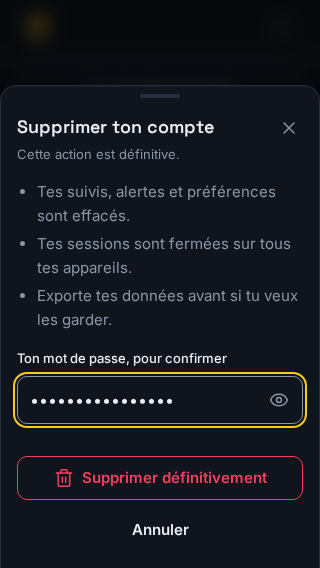 Supprimer ton compte
Cette action est définitive.
• Tes suivis, alertes et préférences
sont effacés.
• Tes sessions sont fermées sur tous
tes appareils.
• Exporte tes données avant si tu veux
les garder.
Ton mot de passe, pour confirmer
••••••••••••••••
Supprimer définitivement
Annuler